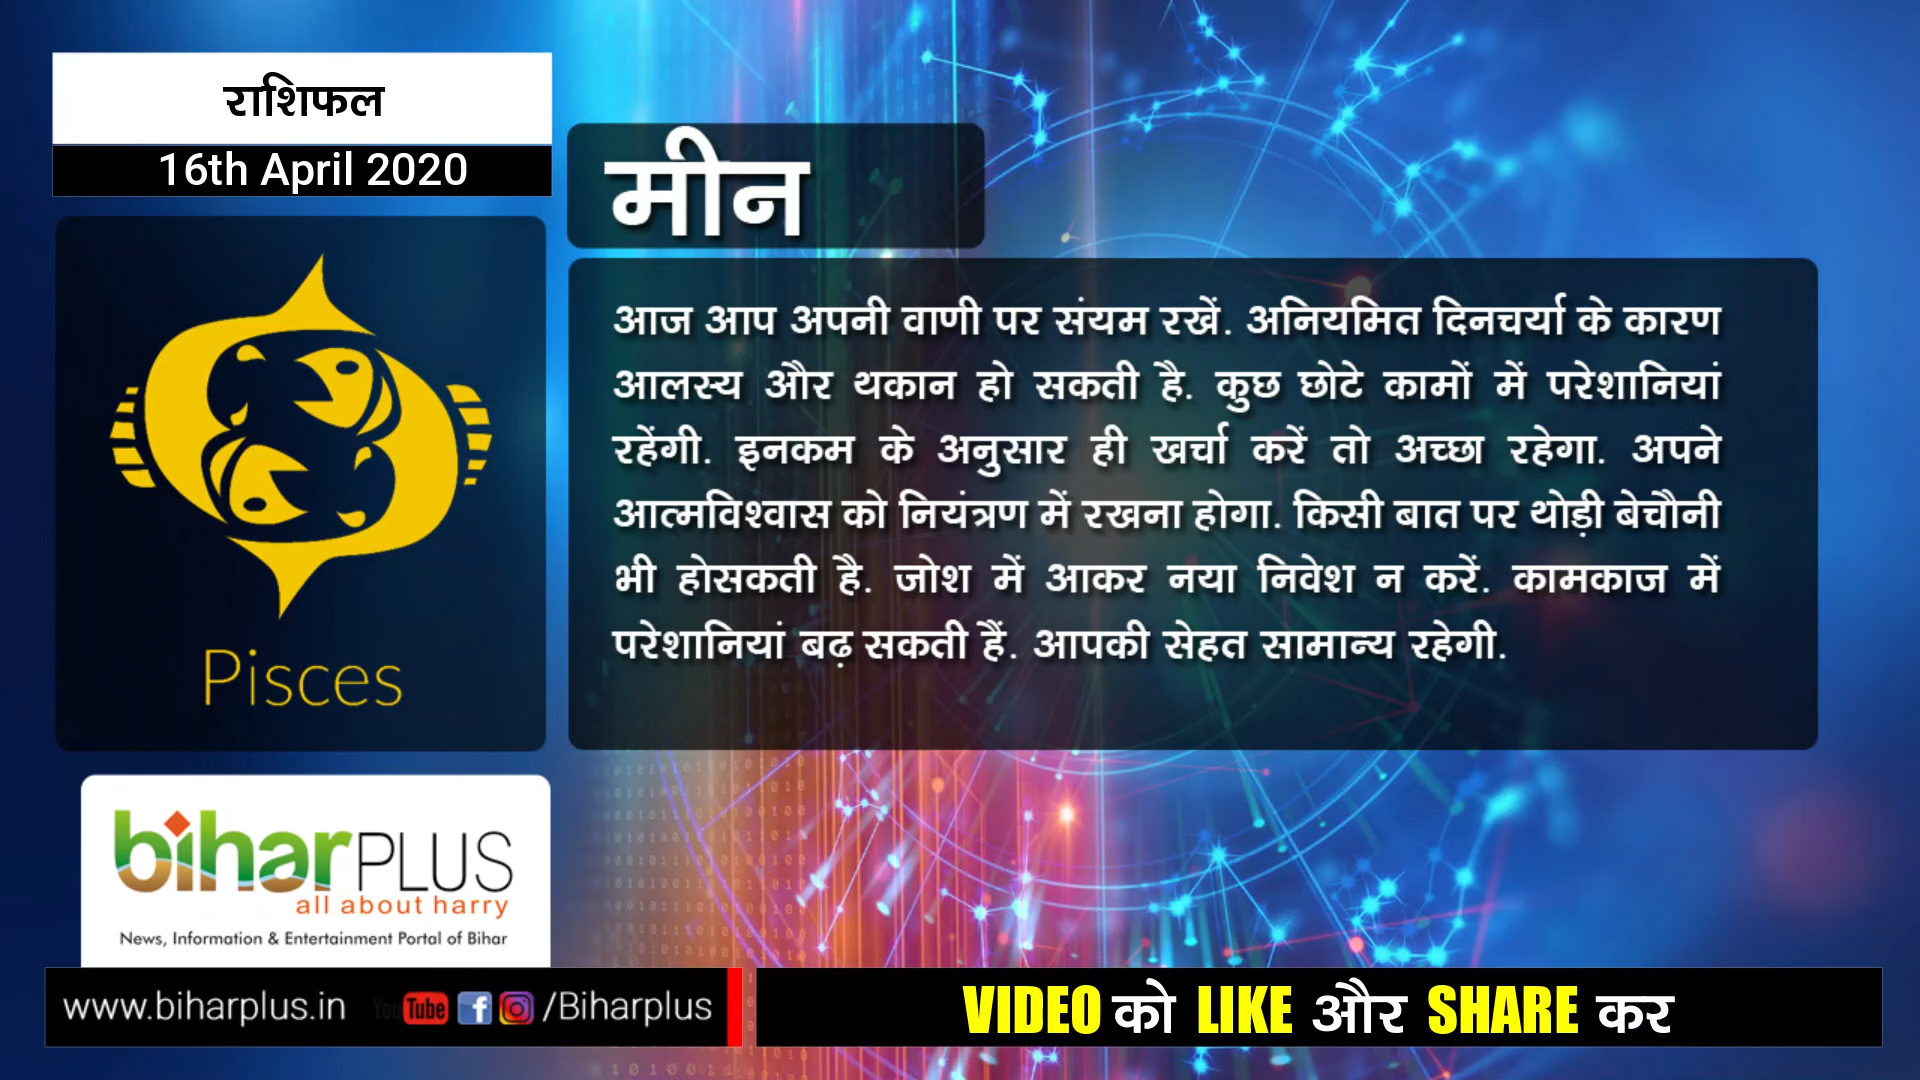 राशिफल
16th April 2020
मीन
आज आप अपनी वाणी पर संयम रखें. अनियमित दिनचर्या के कारण
आलस्य और थकान हो सकती है. कुछ छोटे कामों में परेशानियां
रहेंगी. इनकम के अनुसार ही खर्चा करें तो अच्छा रहेगा. अपने
आत्मविश्वास को नियंत्रण में रखना होगा. किसी बात पर थोड़ी बेचौनी
भी होसकती है. जोश में आकर नया निवेश न करें. कामकाज में
परेशानियां बढ़ सकती हैं. आपकी सेहत सामान्य रहेगी.
Pisces
biharPLUS
all about harry
News, Information & Entertainment Portal of Bihar
www.biharplus.in YouTube /Biharplus
VIDEO को LIKE और SHARE कर